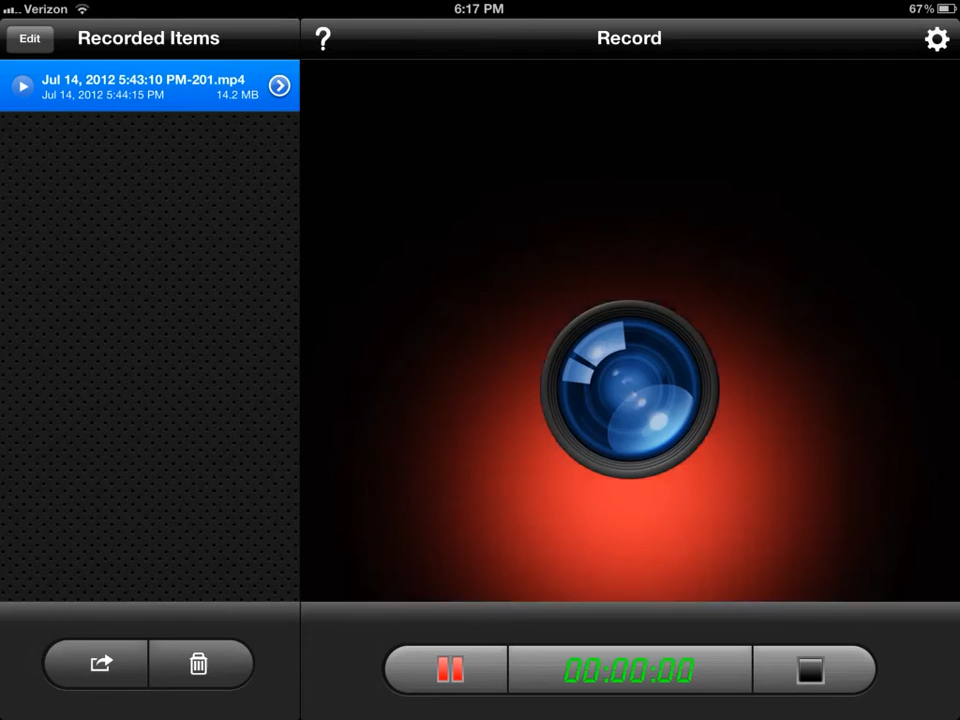 Verizon 6:17 PM 67%
Edit Recorded Items ? Record
Jul 14, 2012 5:43:10 PM-201.mp4
Jul 14, 2012 5:44:15 PM 14.2 MB
00:00:00